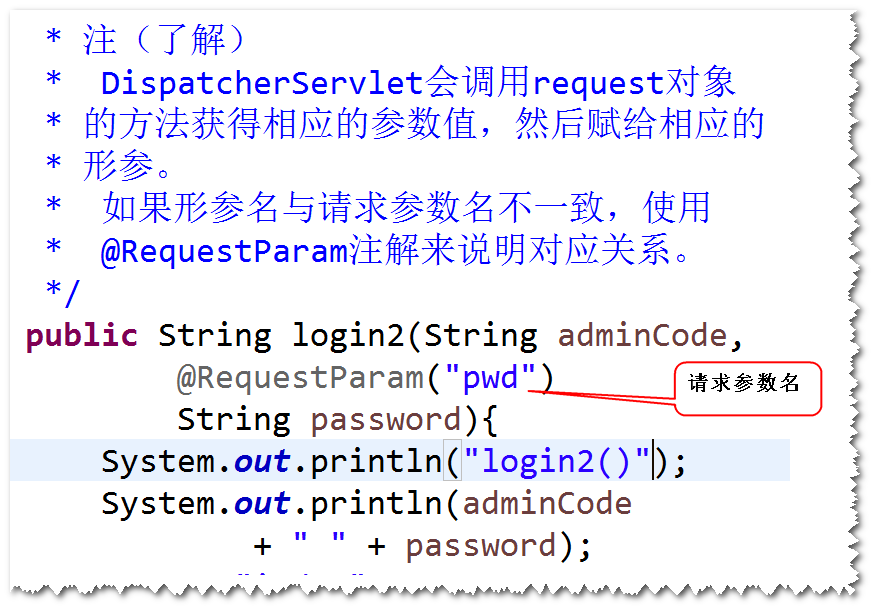 * 注（了解）
*  DispatcherServlet会调用request对象
* 的方法获得相应的参数值，然后赋给相应的
* 形参。
*  如果形参名与请求参数名不一致，使用
*  @RequestParam注解来说明对应关系。
*/
public String login2(String adminCode,
@RequestParam("pwd")
请求参数名
String password){
System.out.println("login2()");
System.out.println(adminCode
+ " " + password);